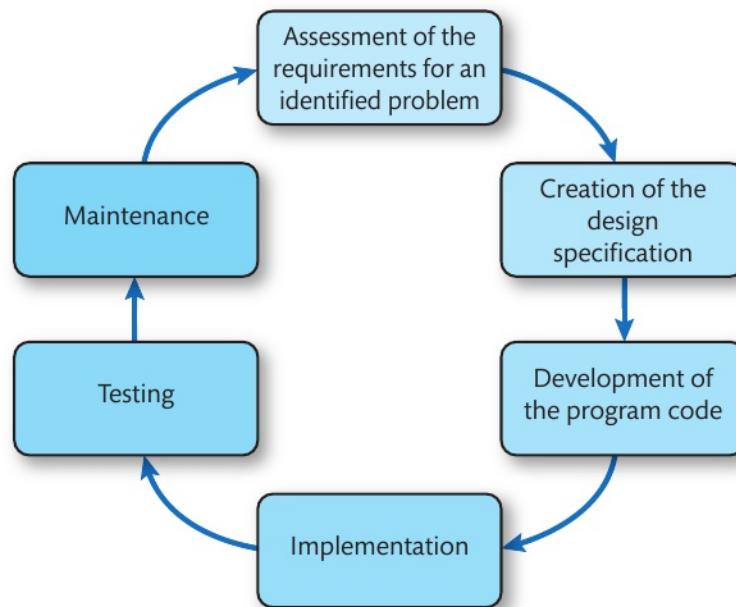 Assessment of the
requirements for an
identified problem
Creation of the
design
specification
Development of
the program code
Implementation
Testing
Maintenance